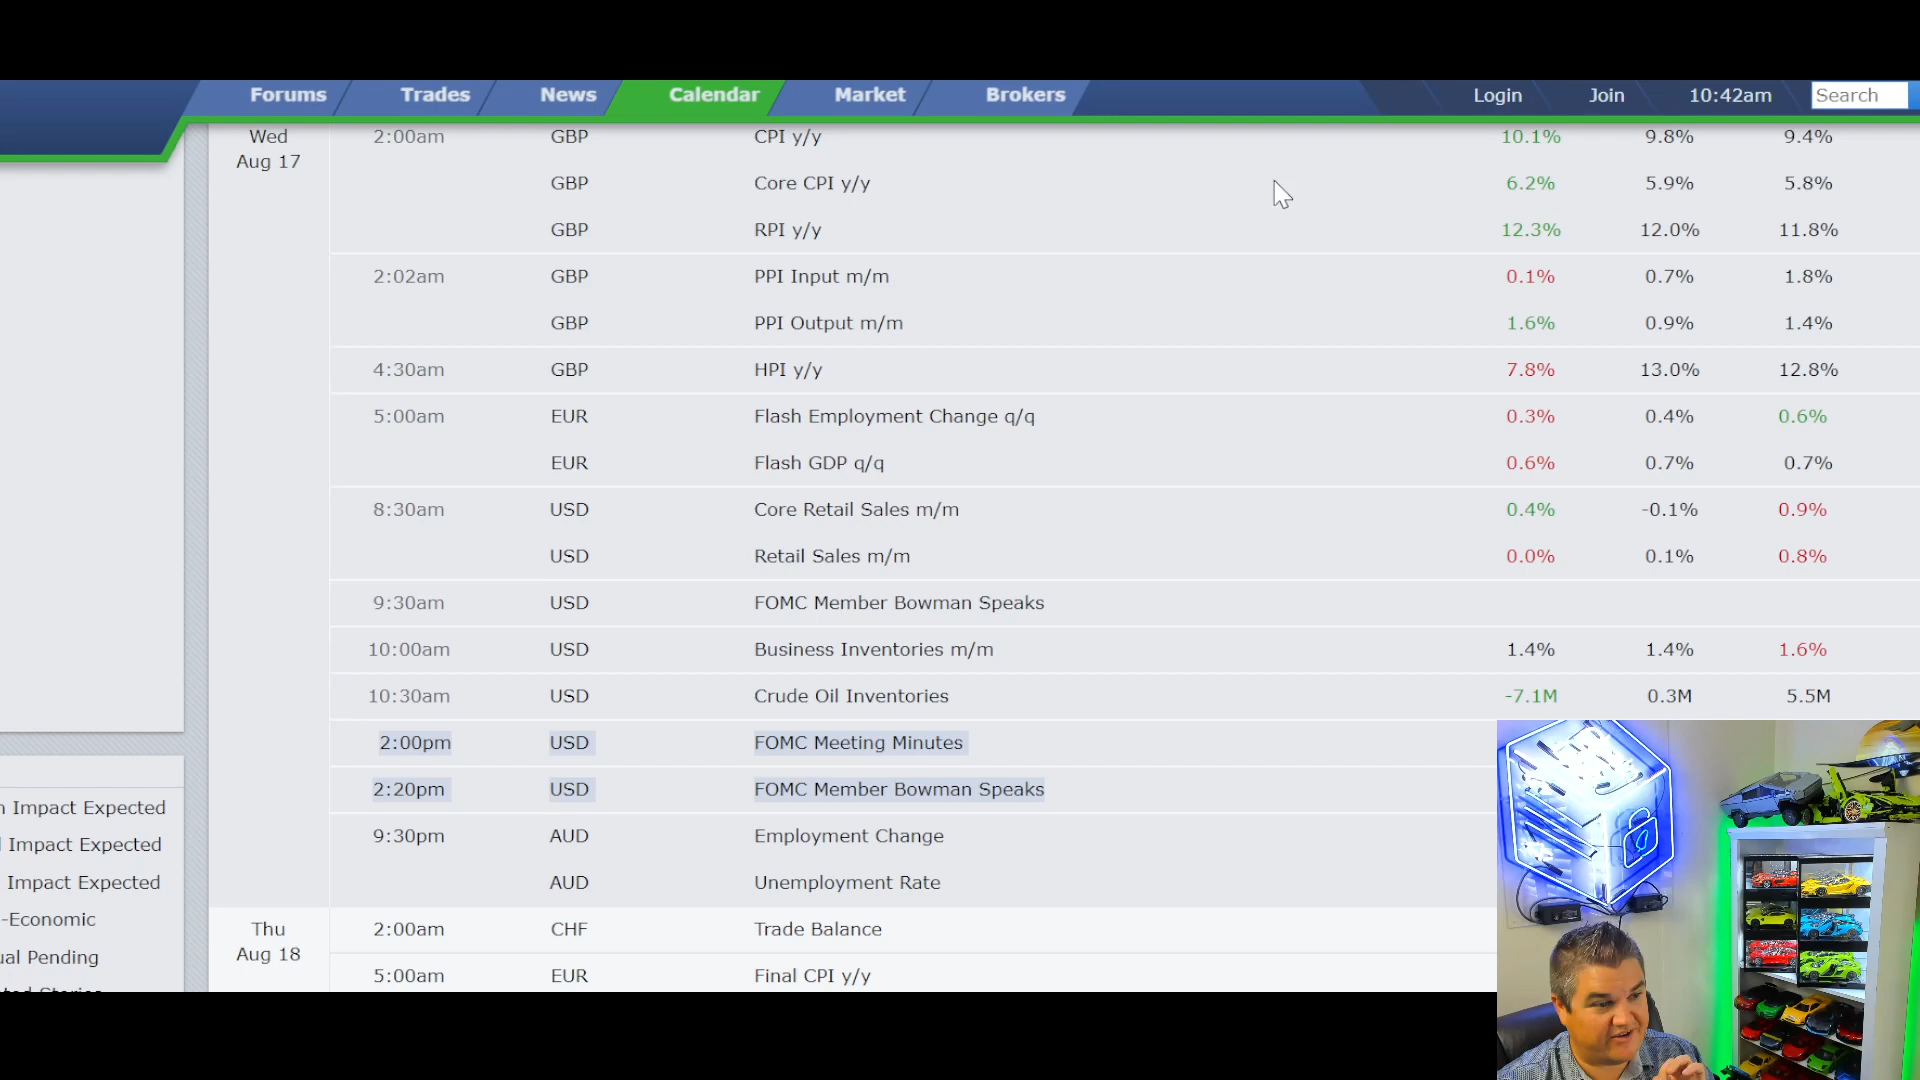 Forums Trades News Calendar Market Brokers Login Join 10:42am Search
Wed 2:00am GBP CPI y/y 10.1% 9.8% 9.4%
Aug 17
GBP Core CPI y/y 6.2% 5.9% 5.8%
GBP RPI y/y 12.3% 12.0% 11.8%
2:02am GBP PPI Input m/m 0.1% 0.7% 1.8%
GBP PPI Output m/m 1.6% 0.9% 1.4%
4:30am GBP HPI y/y 7.8% 13.0% 12.8%
5:00am EUR Flash Employment Change q/q 0.3% 0.4% 0.6%
EUR Flash GDP q/q 0.6% 0.7% 0.7%
8:30am USD Core Retail Sales m/m 0.4% -0.1% 0.9%
USD Retail Sales m/m 0.0% 0.1% 0.8%
9:30am USD FOMC Member Bowman Speaks
10:00am USD Business Inventories m/m 1.4% 1.4% 1.6%
10:30am USD Crude Oil Inventories -7.1M 0.3M 5.5M
2:00pm USD FOMC Meeting Minutes
2:20pm USD FOMC Member Bowman Speaks
9:30pm AUD Employment Change
AUD Unemployment Rate
Thu 2:00am CHF Trade Balance
Aug 18
5:00am EUR Final CPI y/y
Impact Expected
Impact Expected
Impact Expected
-Economic
ual Pending